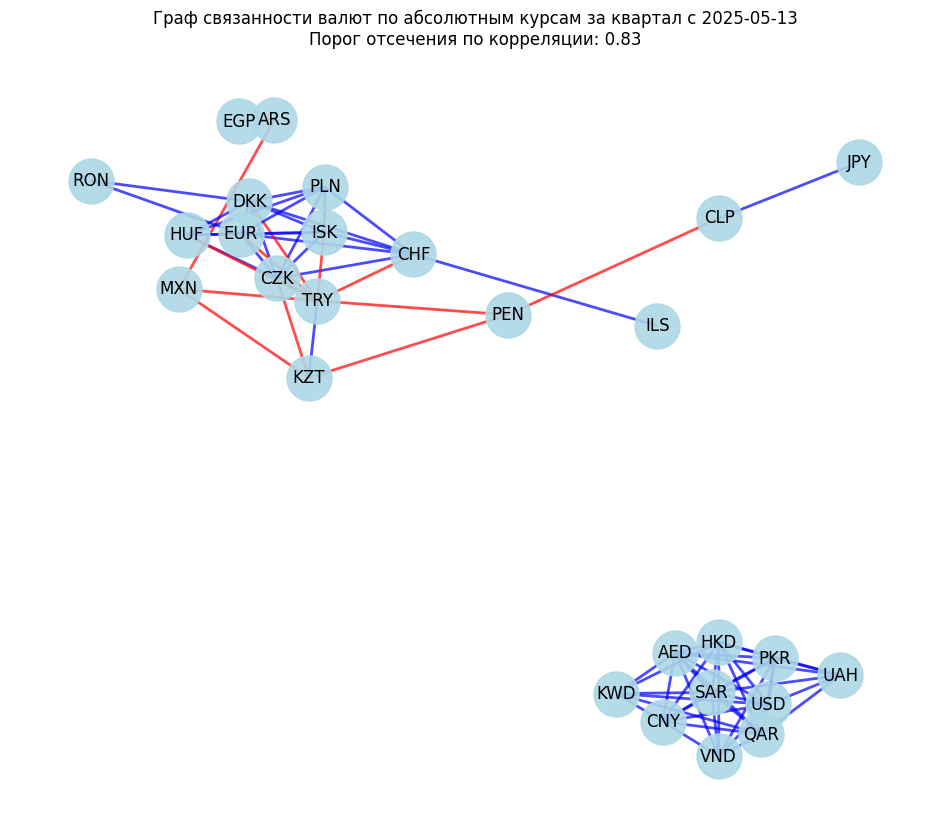 Граф связанности валют по абсолютным курсам за квартал с 2025-05-13
Порог отсечения по корреляции: 0.83
EGP ARS
JPY
RON
PLN
DKK
CLP
HUF EUR ISK
CHF
CZK
MXN
TRY
PEN
ILS
KZT
HKD
AED
PKR
UAH
KWD
SAR
USD
CNY
QAR
VND